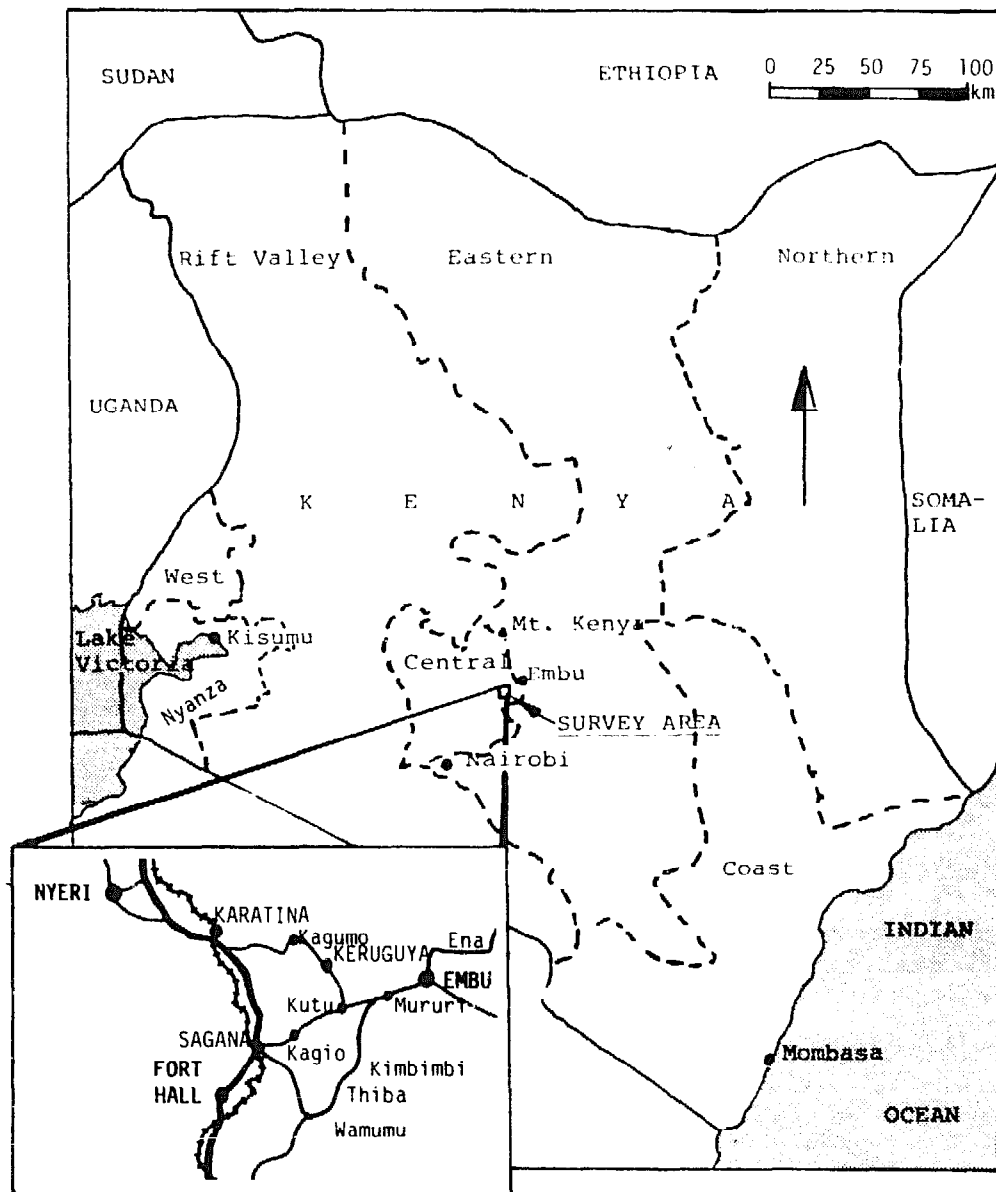 SUDAN
ETHIOPIA
0 25 50 75 100
km
Rift Valley
Eastern
Northern
UGANDA
K E N Y A
SOMA-
LIA
West
Lake
Victoria
Kisumu
Mt. Kenya
Central
Embu
Nyanza
SURVEY AREA
Nairobi
Coast
INDIAN
OCEAN
Mombasa
NYERI
KARATINA
Kagumo
KERUGUYA
Ena
EMBU
Kutu
Mururi
SAGANA
Kagio
FORT
HALL
Kimbimbi
Thiba
Wamumu